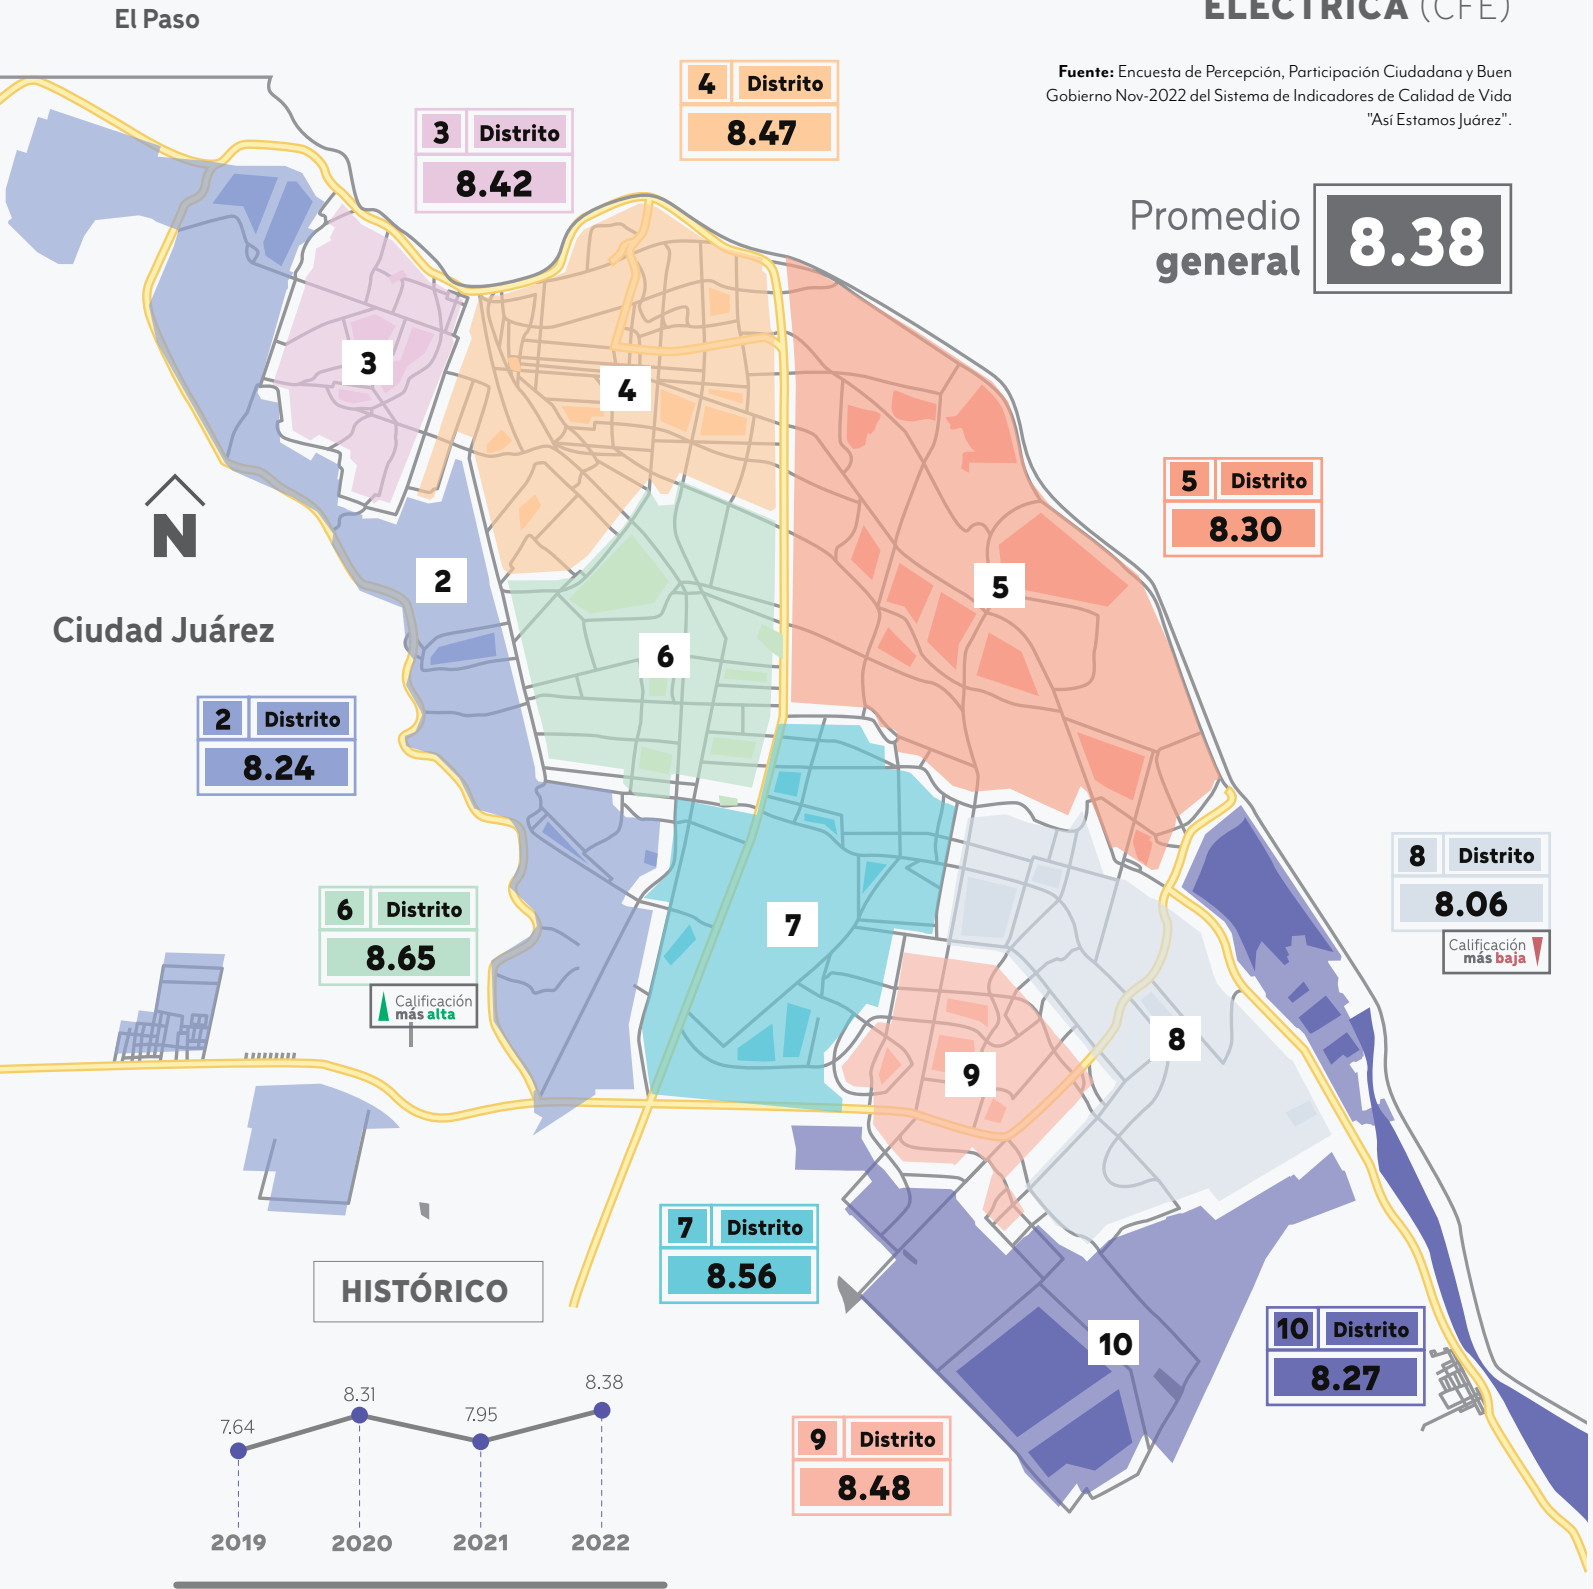 El Paso
ELÉCTRICA (CFE)
Fuente: Encuesta de Percepción, Participación Ciudadana y Buen
Gobierno Nov-2022 del Sistema de Indicadores de Calidad de Vida
"Así Estamos Juárez".
4 Distrito
8.47
3 Distrito
8.42
Promedio
general
8.38
3
4
5 Distrito
8.30
N
2
5
Ciudad Juárez
6
2 Distrito
8.24
8 Distrito
8.06
Calificación
más baja
6 Distrito
8.65
Calificación
más alta
7
8
9
7 Distrito
8.56
HISTÓRICO
10
10 Distrito
8.27
9 Distrito
8.48
7.64
8.31
7.95
8.38
2019
2020
2021
2022